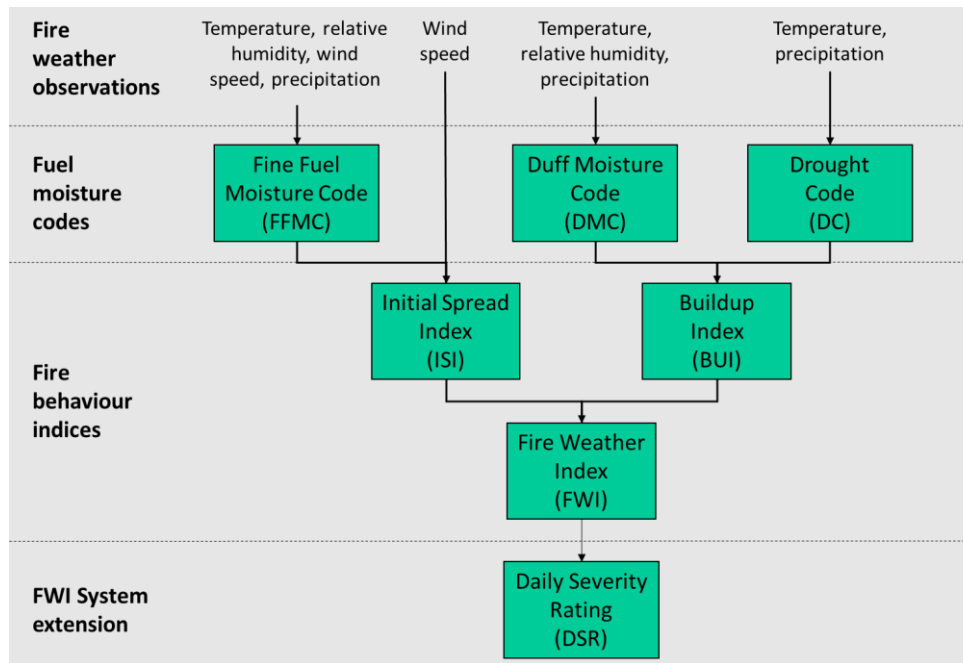 Fire
weather
observations
Temperature, relative
humidity, wind
speed, precipitation
Wind
speed
Temperature,
relative humidity,
precipitation
Temperature,
precipitation
Fuel
moisture
codes
Fine Fuel
Moisture Code
(FFMC)
Duff Moisture
Code
(DMC)
Drought
Code
(DC)
Fire
behaviour
indices
Initial Spread
Index
(ISI)
Buildup
Index
(BUI)
Fire Weather
Index
(FWI)
FWI System
extension
Daily Severity
Rating
(DSR)